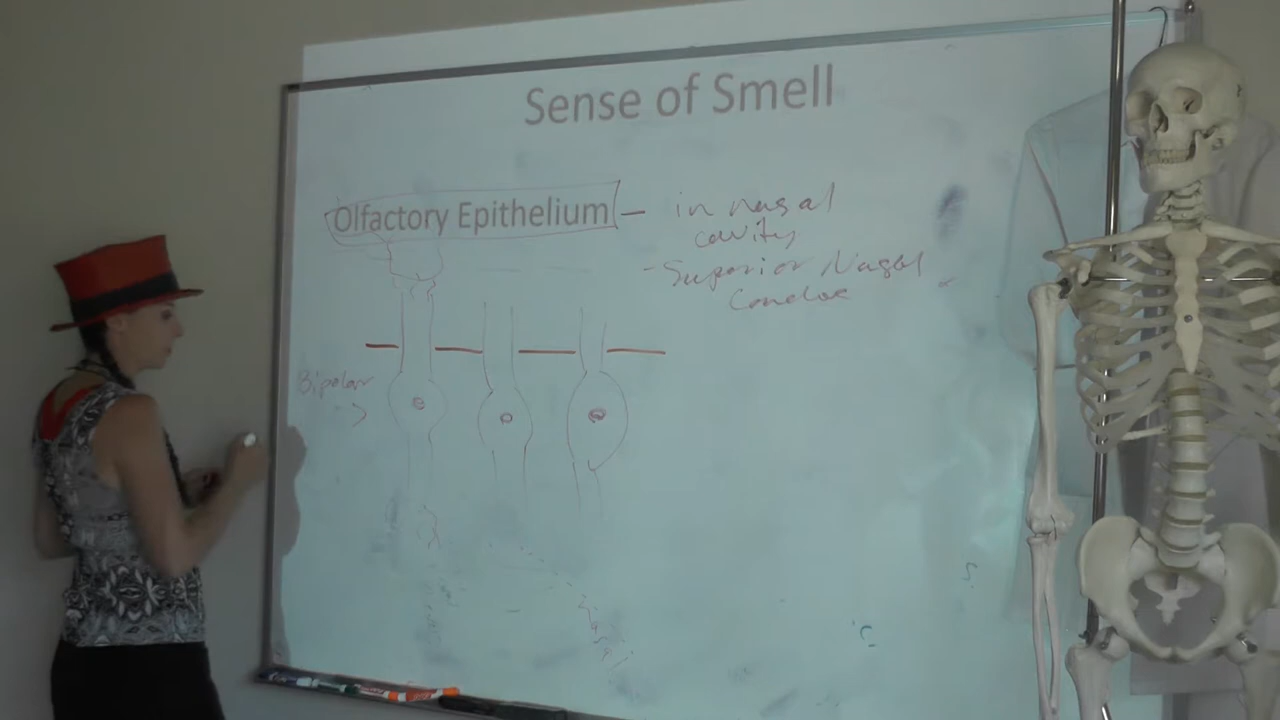 Sense of Smell
Olfactory Epithelium — in nasal
cavity
- Superior Nasal
Conchae
Bipolar